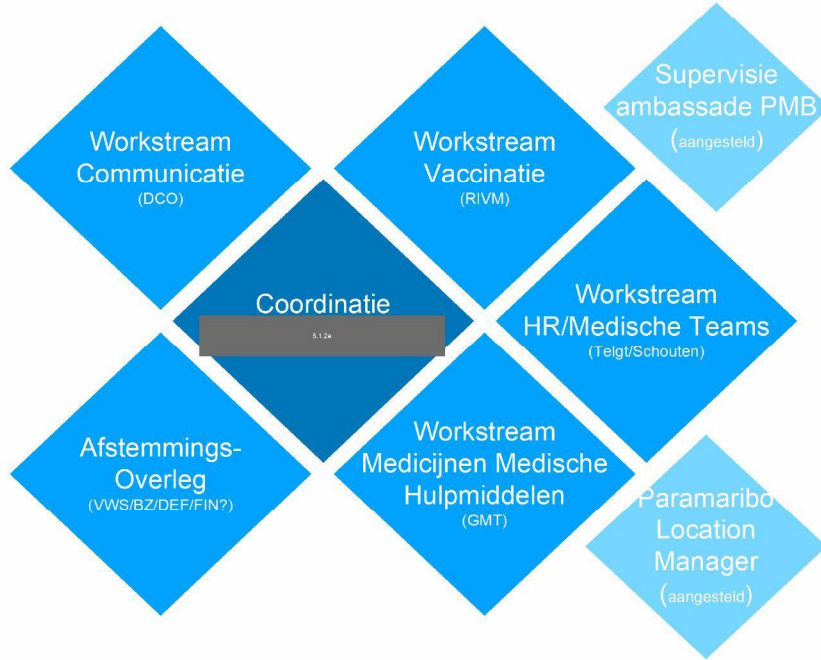 Workstream
Communicatie
(DCO)
Workstream
Vaccinatie
(RIVM)
Supervisie
ambassade PMB
(aangesteld)
Coordinatie
5.1.2e
Workstream
HR/Medische Teams
(Telgt/Schouten)
Afstemmings-
Overleg
(VWS/BZ/DEF/FIN?)
Workstream
Medicijnen Medische
Hulpmiddelen
(GMT)
Paramaribo
Location
Manager
(aangesteld)